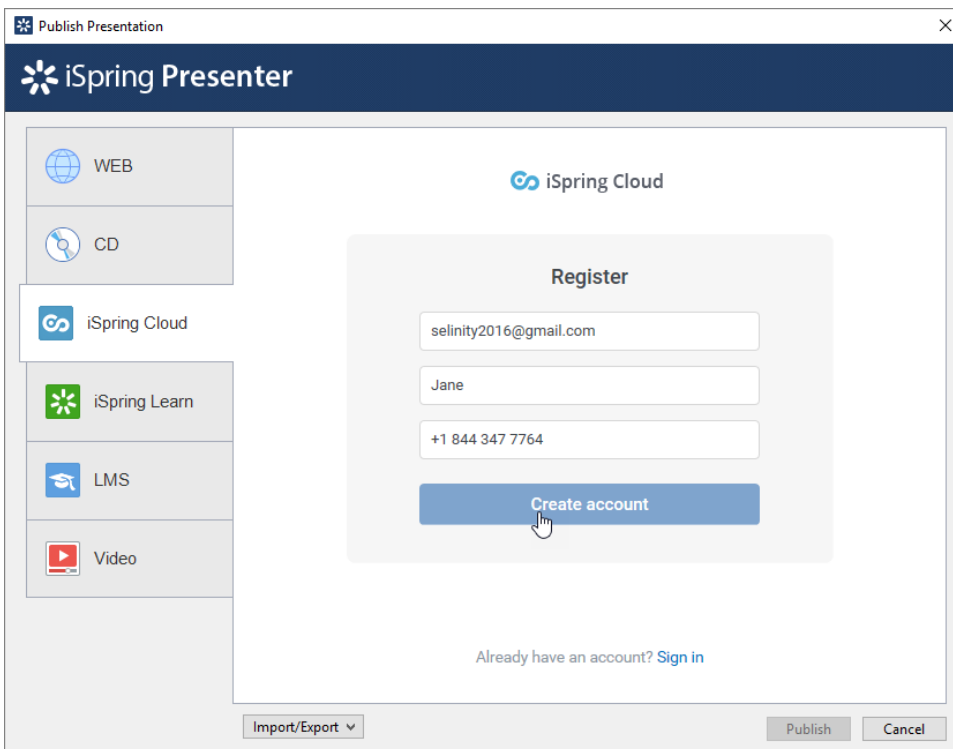 Publish Presentation
iSpring Presenter
WEB
CD
iSpring Cloud
iSpring Learn
LMS
Video
iSpring Cloud
Register
selinity2016@gmail.com
Jane
+1 844 347 7764
Create account
Already have an account? Sign in
Import/Export
Publish
Cancel